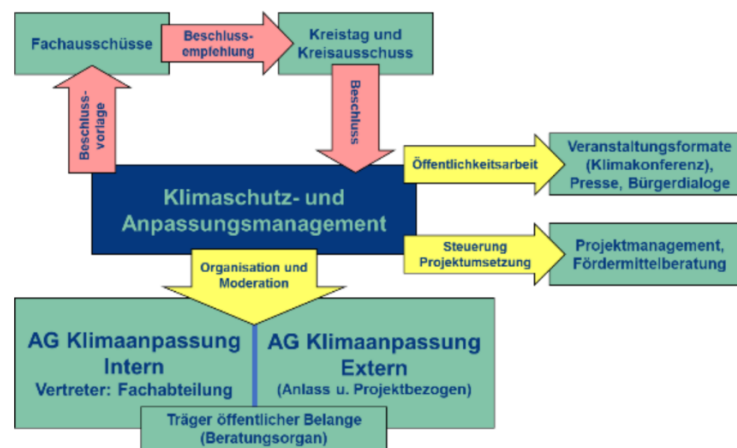 Fachausschüsse
Beschluss-
empfehlung
Kreistag und
Kreisausschuss
Beschluss-
vorlage
Beschluss
Klimaschutz- und
Anpassungsmanagement
Öffentlichkeitsarbeit
Veranstaltungsformate
(Klimakonferenz),
Presse, Bürgerdialoge
Steuerung
Projektumsetzung
Projektmanagement,
Fördermittelberatung
Organisation und
Moderation
AG Klimaanpassung
Intern
Vertreter: Fachabteilung
AG Klimaanpassung
Extern
(Anlass u. Projektbezogen)
Träger öffentlicher Belange
(Beratungsorgan)